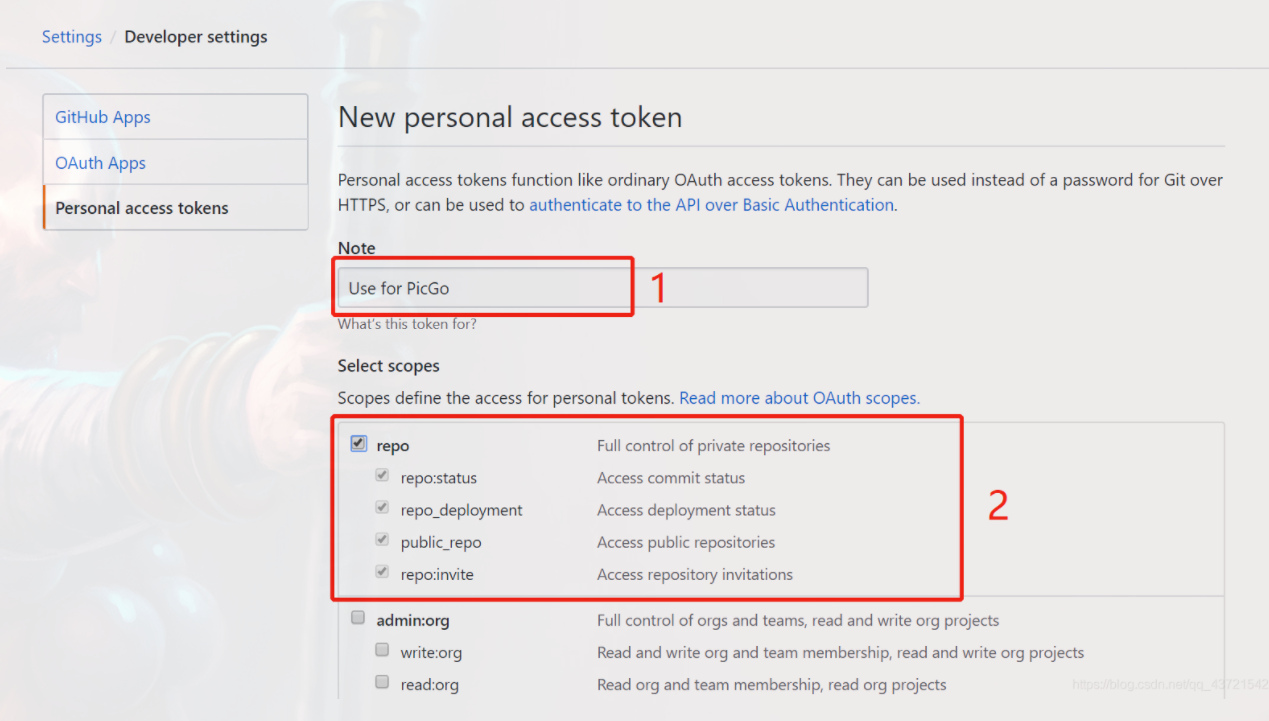 Settings / Developer settings
GitHub Apps
OAuth Apps
Personal access tokens
New personal access token
Personal access tokens function like ordinary OAuth access tokens. They can be used instead of a password for Git over
HTTPS, or can be used to authenticate to the API over Basic Authentication.
Note
Use for PicGo
1
What's this token for?
Select scopes
Scopes define the access for personal tokens. Read more about OAuth scopes.
repo Full control of private repositories
repo:status Access commit status
repo_deployment Access deployment status
public_repo Access public repositories
repo:invite Access repository invitations
2
admin:org Full control of orgs and teams, read and write org projects
write:org Read and write org and team membership, read and write org projects
read:org Read org and team membership, read org projects
https://blog.csdn.net/qq_43721542